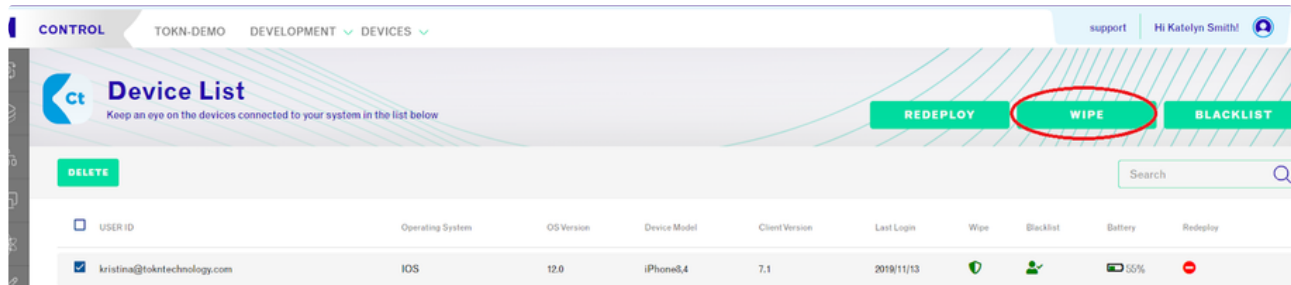 CONTROL TOKN-DEMO DEVELOPMENT DEVICES support Hi Katelyn Smith!
Ct
Device List
Keep an eye on the devices connected to your system in the list below
REDEPLOY WIPE BLACKLIST
DELETE Search
USER ID Operating System OS Version Device Model Client Version Last Login Wipe Blacklist Battery Redeploy
kristina@tokntechnology.com IOS 12.0 iPhone8,4 7.1 2019/11/13 55%